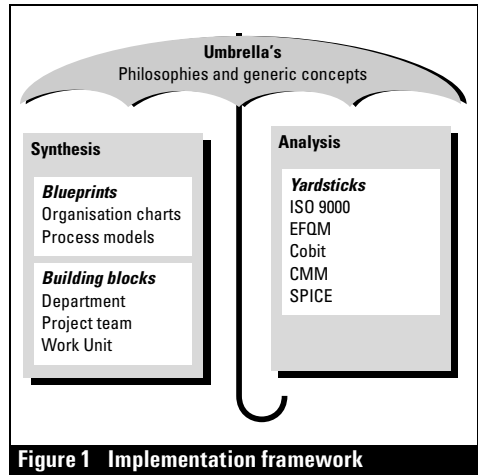 Umbrella's
Philosophies and generic concepts
Synthesis
Blueprints
Organisation charts
Process models
Building blocks
Department
Project team
Work Unit
Analysis
Yardsticks
ISO 9000
EFQM
Cobit
CMM
SPICE
Figure 1 Implementation framework